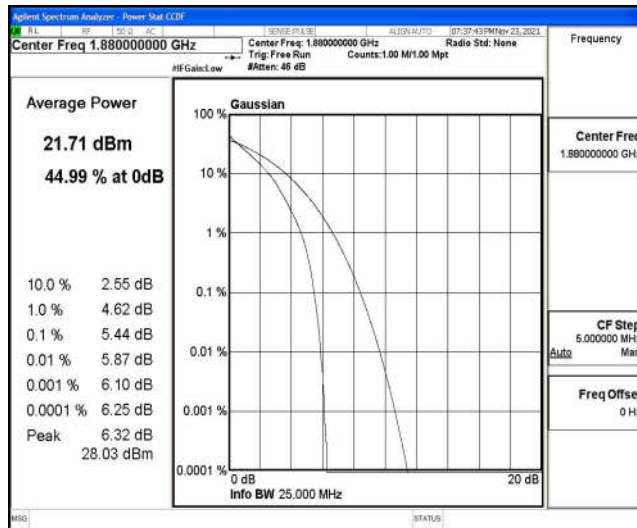 Agilent Spectrum Analyzer - Power Stat CCDF
RL RF 50 Ω AC SENSE:PULSE ALIGN AUTO 07:37:43 PM Nov 23, 2021
Center Freq 1.880000000 GHz
Center Freq: 1.880000000 GHz Radio Std: None
Trig: Free Run Counts:1.00 M/1.00 Mpt
#IFGain:Low #Atten: 46 dB
Frequency
Average Power
21.71 dBm
44.99 % at 0dB
10.0 % 2.55 dB
1.0 % 4.62 dB
0.1 % 5.44 dB
0.01 % 5.87 dB
0.001 % 6.10 dB
0.0001 % 6.25 dB
Peak 6.32 dB
28.03 dBm
Gaussian
100 %
10 %
1 %
0.1 %
0.01 %
0.001 %
0.0001 %
0 dB 20 dB
Info BW 25.000 MHz
Center Freq
1.880000000 GHz
CF Step
5.000000 MHz
Auto Man
Freq Offse
0 H
MSG STATUS